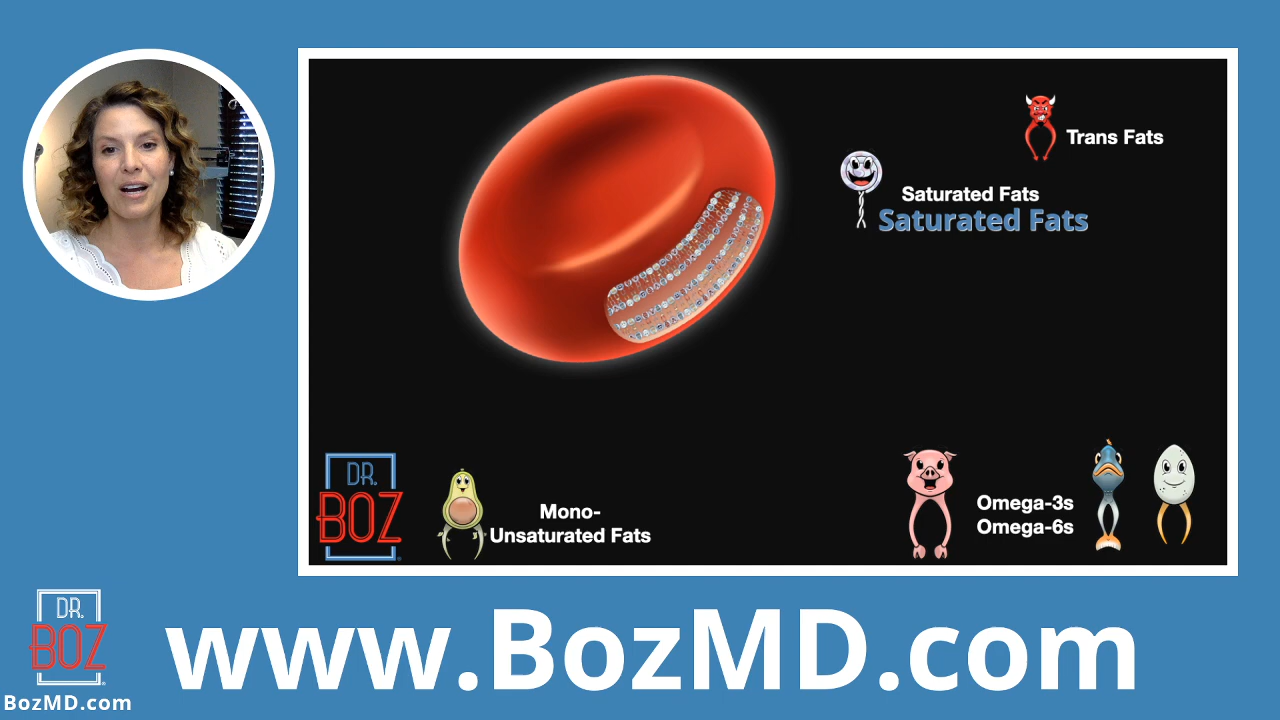 Trans Fats
Saturated Fats
Saturated Fats
DR.
BOZ
Mono-
Unsaturated Fats
Omega-3s
Omega-6s
DR.
BOZ
BozMD.com
www.BozMD.com